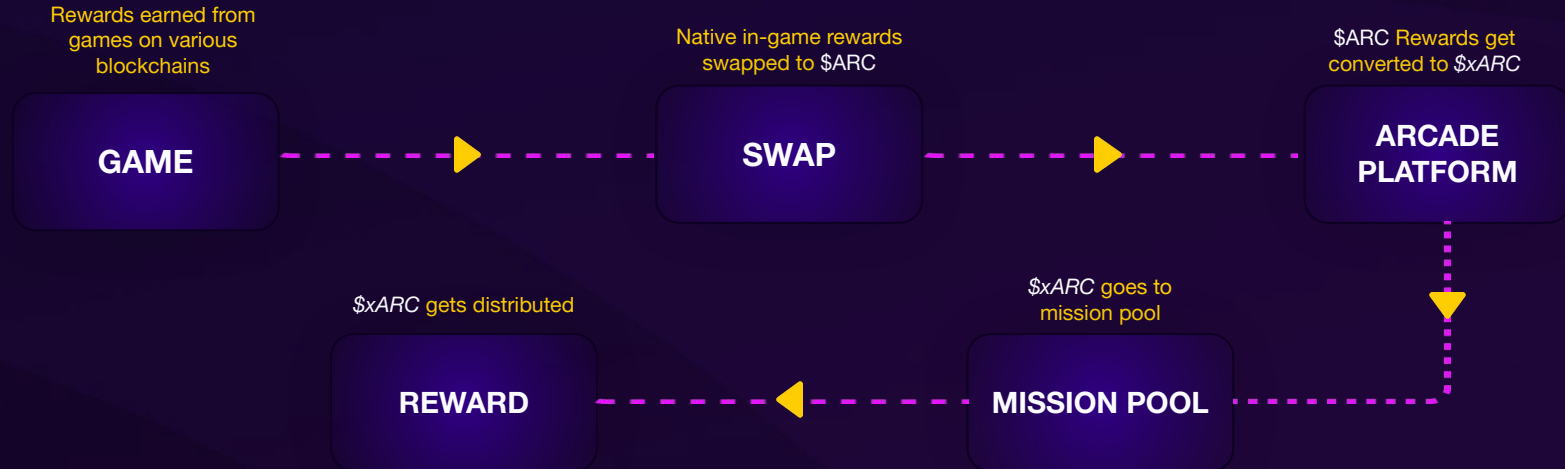 Rewards earned from
games on various
blockchains
GAME
Native in-game rewards
swapped to $ARC
SWAP
$ARC Rewards get
converted to $xARC
ARCADE
PLATFORM
$xARC goes to
mission pool
MISSION POOL
$xARC gets distributed
REWARD